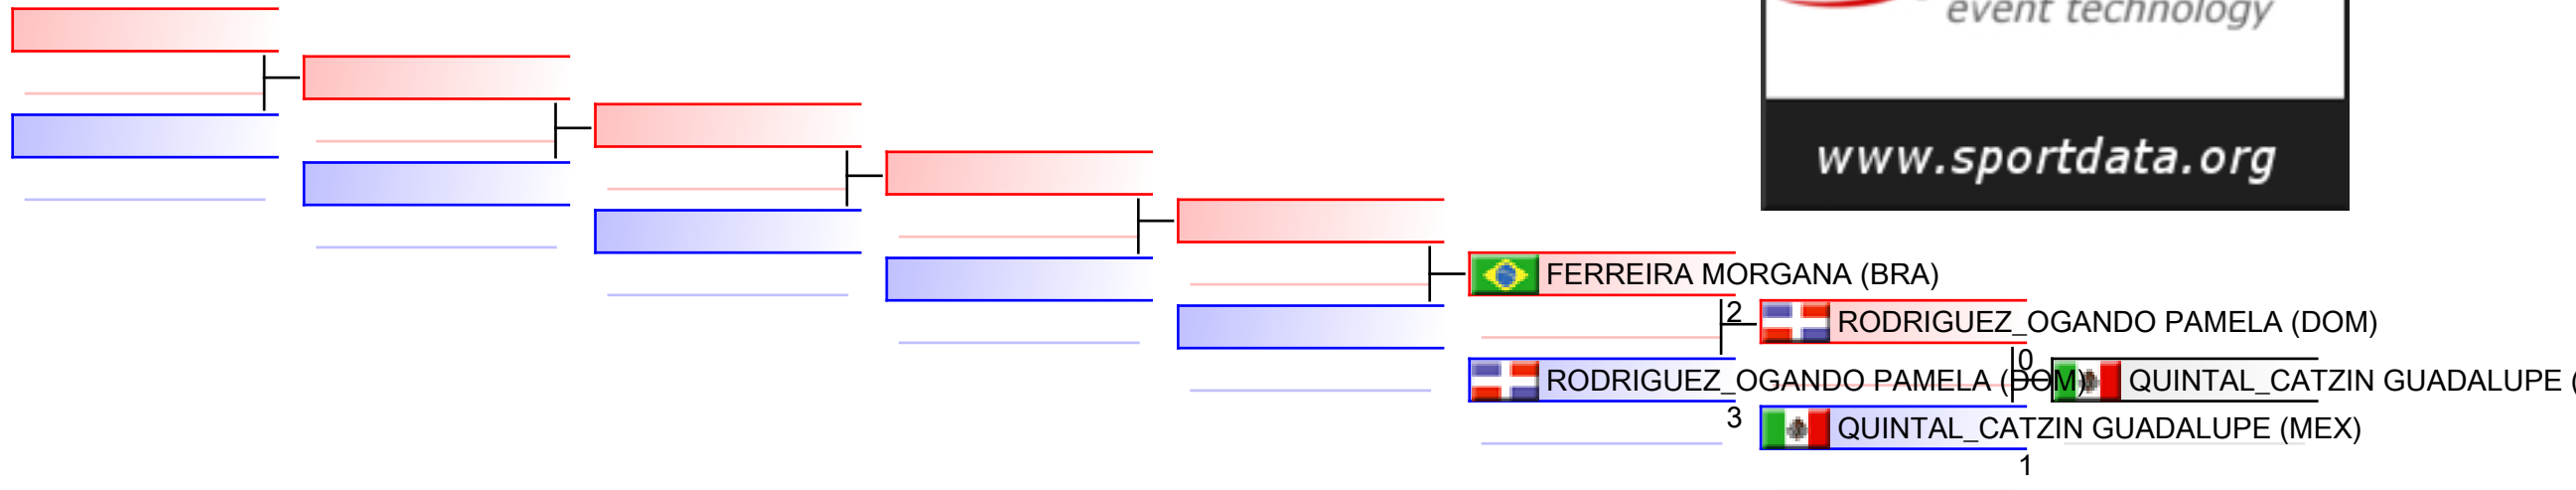 event technology
www.sportdata.org
FERREIRA MORGANA (BRA)
2
RODRIGUEZ_OGANDO PAMELA (DOM)
0
RODRIGUEZ_OGANDO PAMELA (DOM)
QUINTAL_CATZIN GUADALUPE (
3
QUINTAL_CATZIN GUADALUPE (MEX)
1